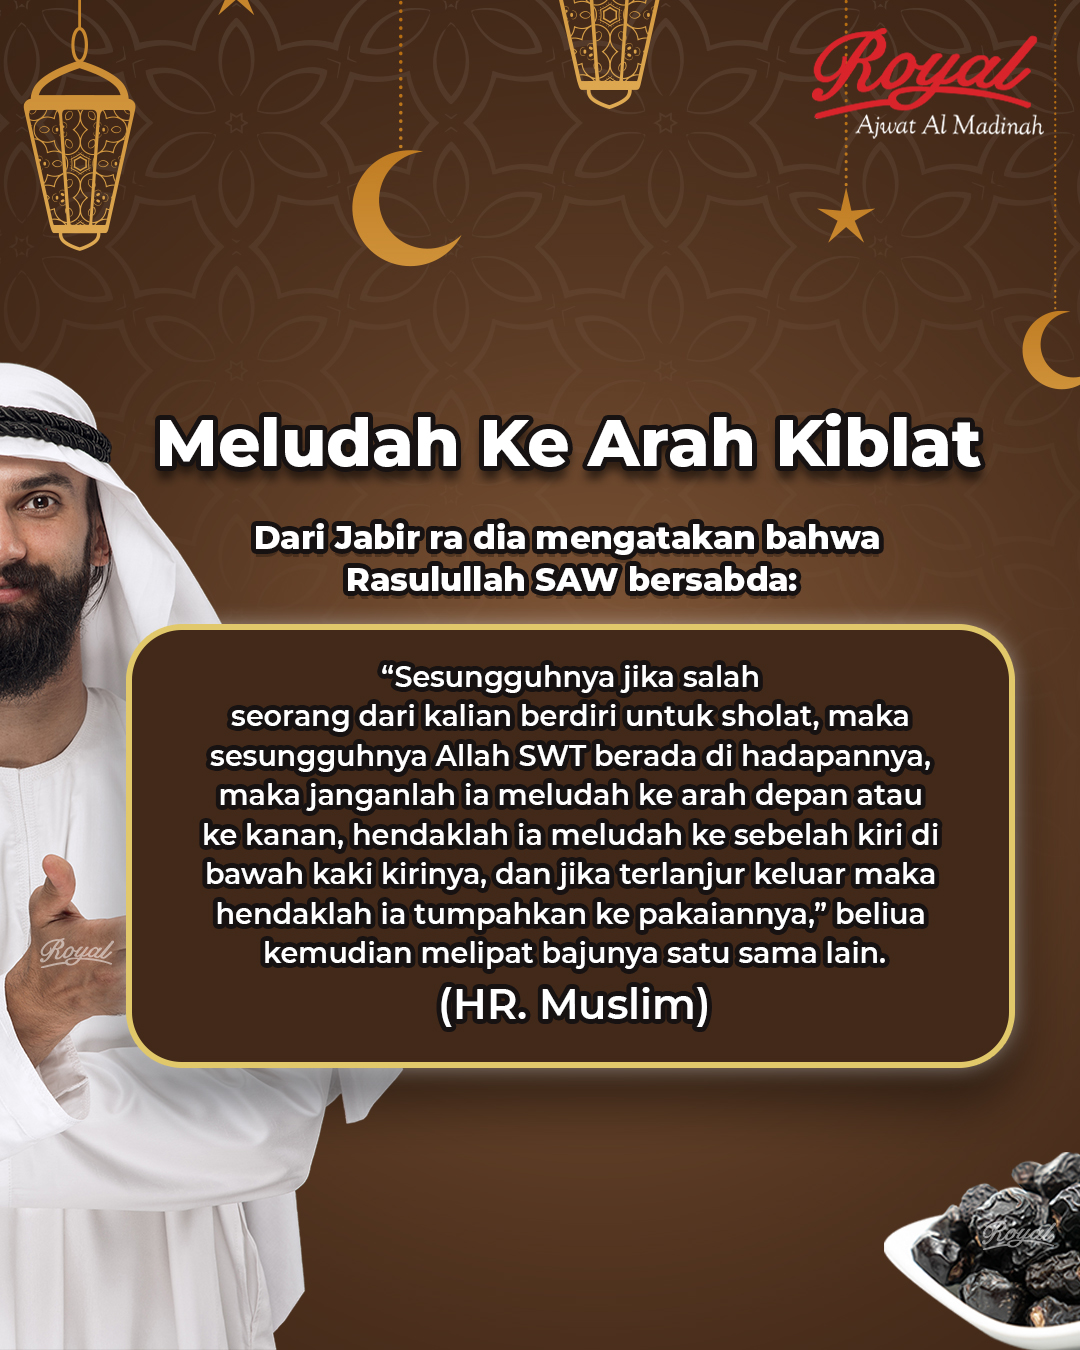 Royal
Ajwat Al Madinah
Meludah Ke Arah Kiblat
Dari Jabir ra dia mengatakan bahwa
Rasulullah SAW bersabda:
“Sesungguhnya jika salah
seorang dari kalian berdiri untuk sholat, maka
sesungguhnya Allah SWT berada di hadapannya,
maka janganlah ia meludah ke arah depan atau
ke kanan, hendaklah ia meludah ke sebelah kiri di
bawah kaki kirinya, dan jika terlanjur keluar maka
hendaklah ia tumpahkan ke pakaiannya,” beliua
kemudian melipat bajunya satu sama lain.
(HR. Muslim)
Royal
Royal